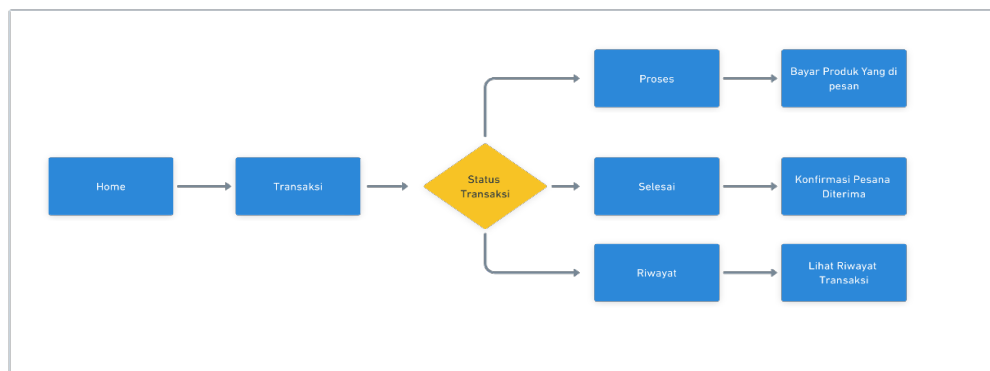 Home
Transaksi
Status
Transaksi
Proses
Bayar Produk Yang di
pesan
Selesai
Konfirmasi Pesana
Diterima
Riwayat
Lihat Riwayat
Transaksi